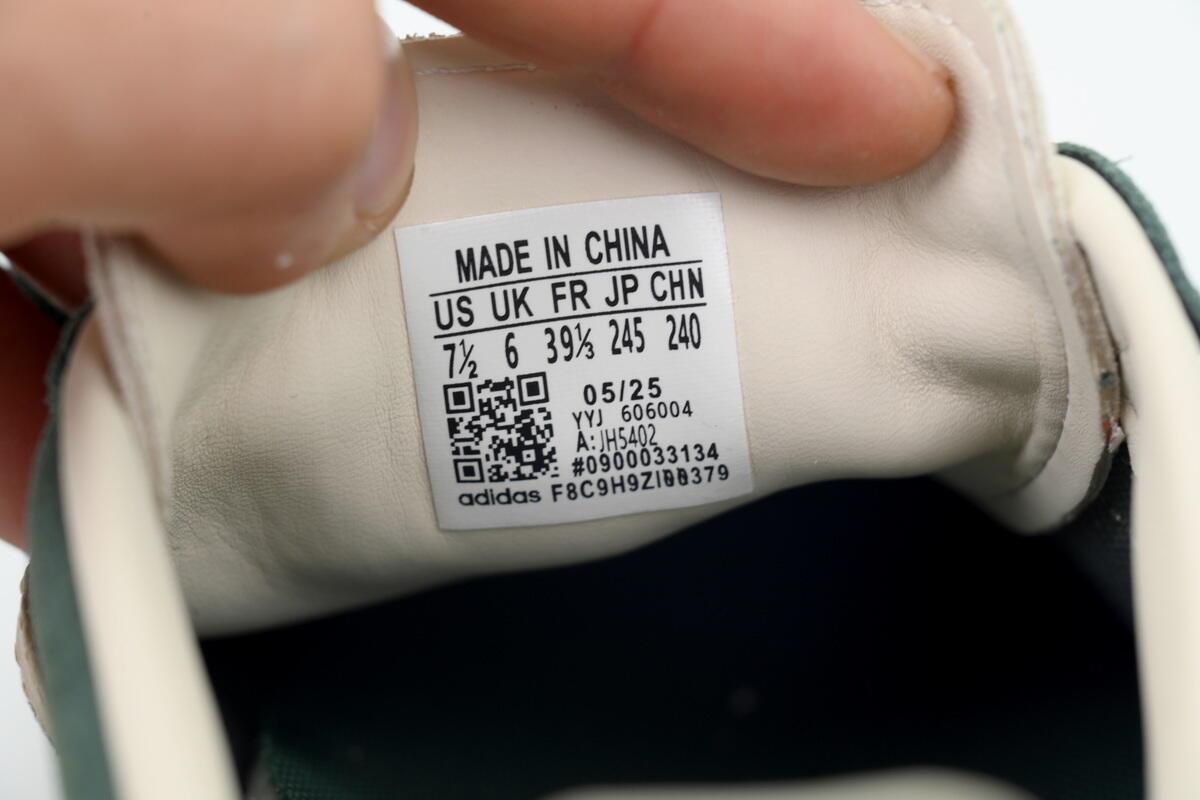 MADE IN CHINA
US UK FR JP CHN
7½ 6 39⅓ 245 240
05/25
YYJ 606004
A:JH5402
#0900033134
adidas F8C9H9ZI00379